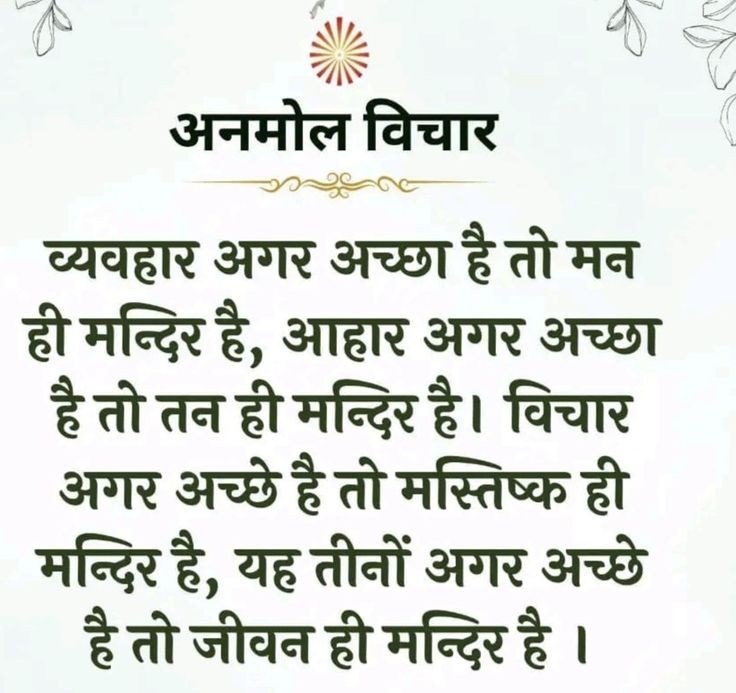 अनमोल विचार
व्यवहार अगर अच्छा है तो मन
ही मन्दिर है, आहार अगर अच्छा
है तो तन ही मन्दिर है। विचार
अगर अच्छे है तो मस्तिष्क ही
मन्दिर है, यह तीनों अगर अच्छे
है तो जीवन ही मन्दिर है ।